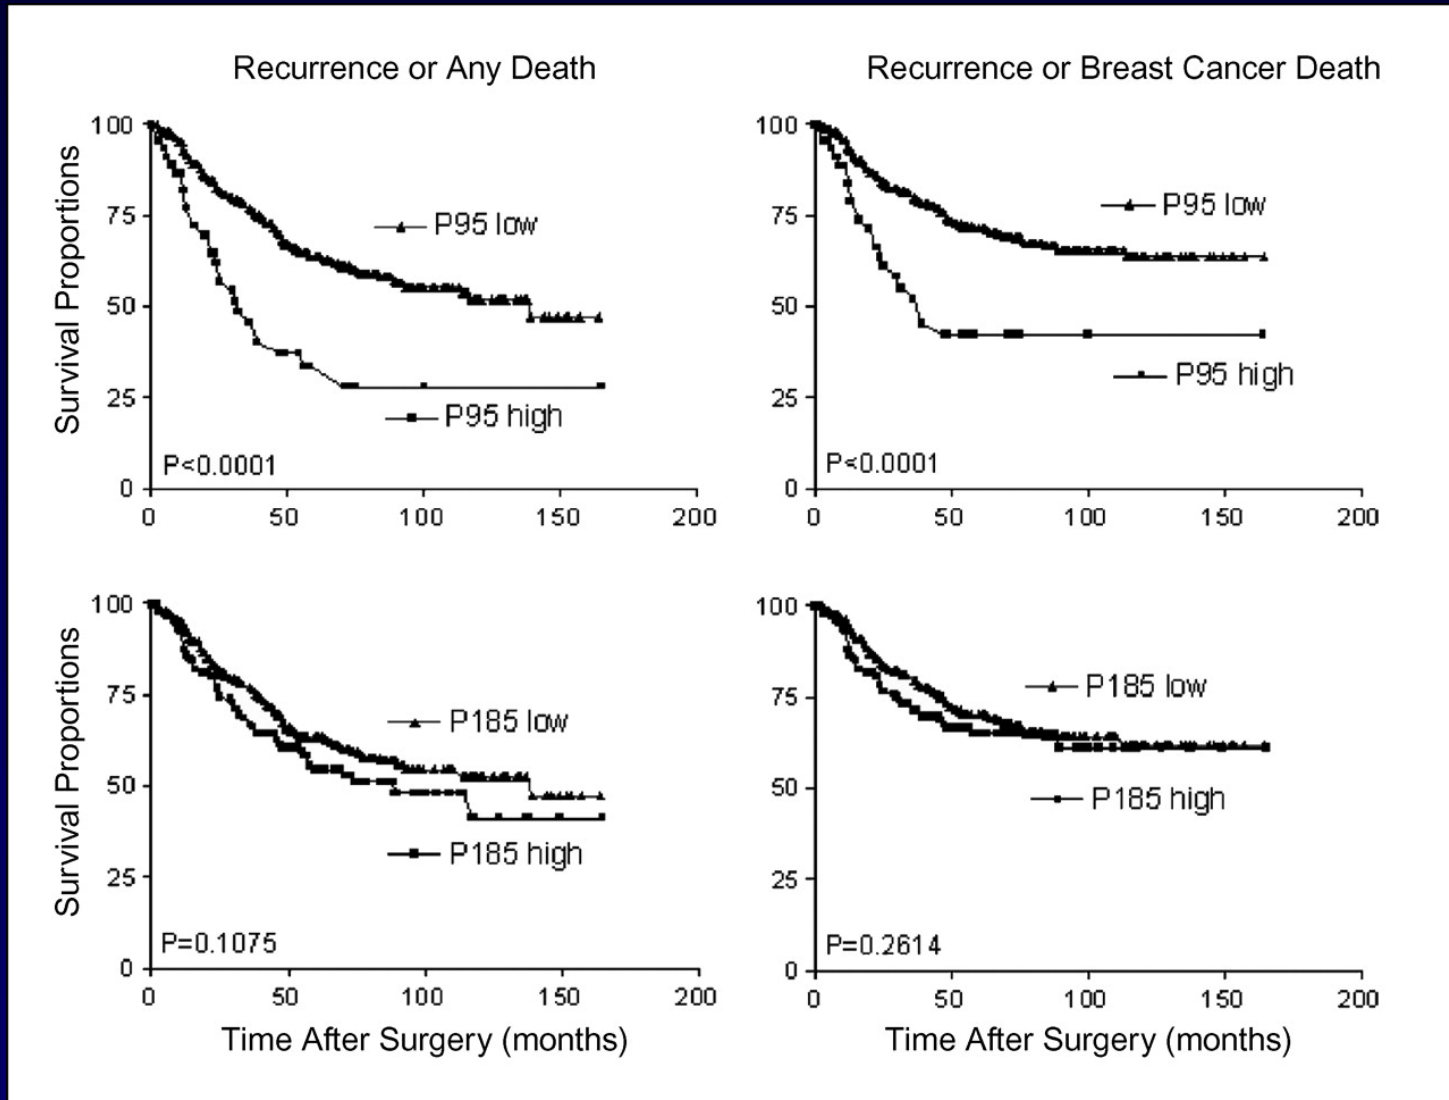 Recurrence or Any Death
Survival Proportions
100
75
50
25
0
P95 low
P95 high
P<0.0001
0 50 100 150 200
Recurrence or Breast Cancer Death
100
75
50
25
0
P95 low
P95 high
P<0.0001
0 50 100 150 200
Survival Proportions
100
75
50
25
0
P185 low
P185 high
P=0.1075
0 50 100 150 200
Time After Surgery (months)
100
75
50
25
0
P185 low
P185 high
P=0.2614
0 50 100 150 200
Time After Surgery (months)